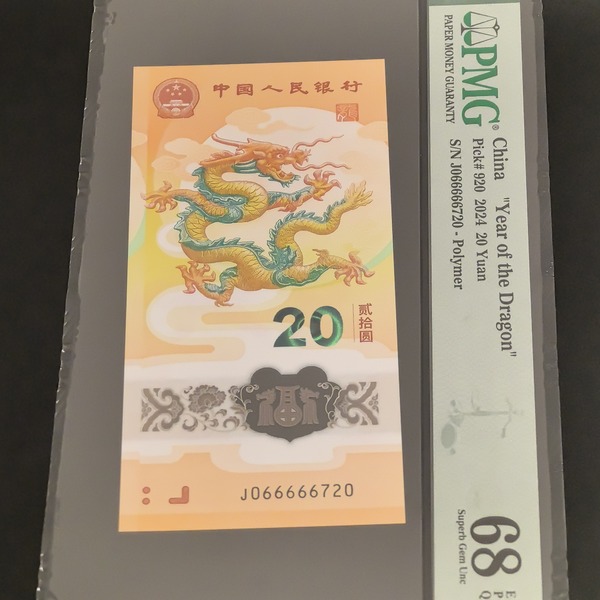 中国人民银行
20
贰拾圆
J066666720
PMG®
PAPER MONEY GUARANTY
China "Year of the Dragon"
Pick# 920 2024 20 Yuan
S/N J066666720 - Polymer
68
EPQ
Superb Gem Unc